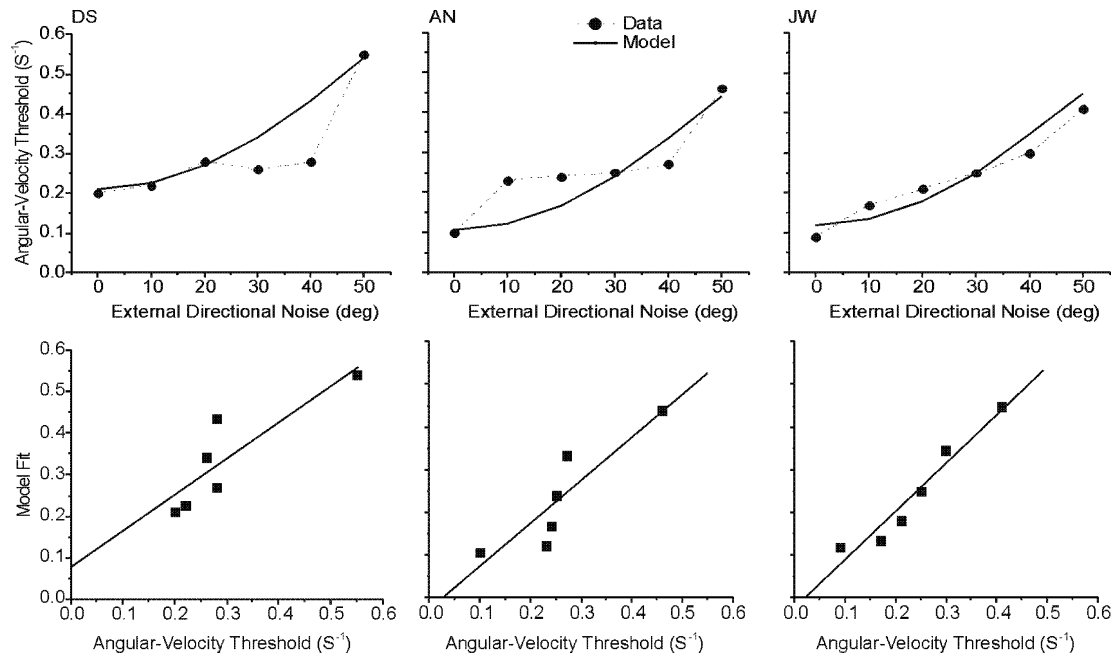 DS
AN
JW
Data
Model
Angular-Velocity Threshold (S⁻¹)
0.6
0.5
0.4
0.3
0.2
0.1
0.0
0 10 20 30 40 50
0 10 20 30 40 50
0 10 20 30 40 50
External Directional Noise (deg)
External Directional Noise (deg)
External Directional Noise (deg)
Model Fit
0.6
0.5
0.4
0.3
0.2
0.1
0.0
0.0 0.1 0.2 0.3 0.4 0.5 0.6
0.0 0.1 0.2 0.3 0.4 0.5 0.6
0.0 0.1 0.2 0.3 0.4 0.5 0.6
Angular-Velocity Threshold (S⁻¹)
Angular-Velocity Threshold (S⁻¹)
Angular-Velocity Threshold (S⁻¹)